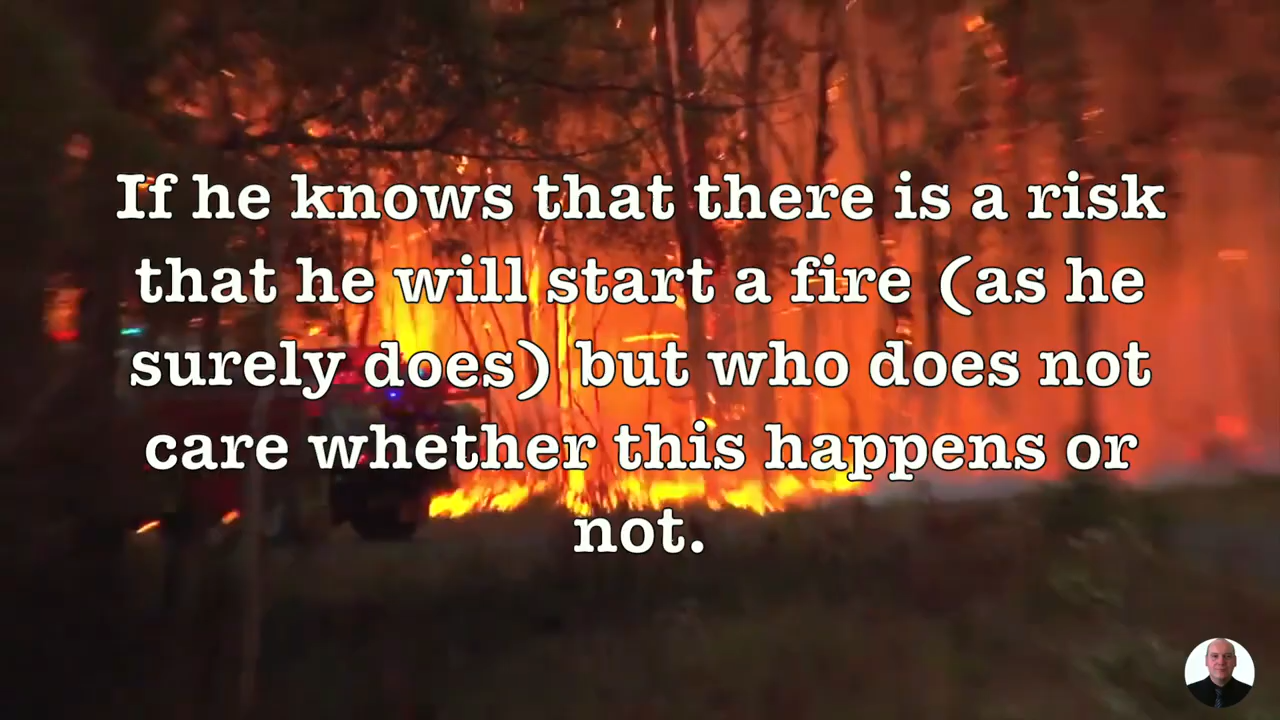 If he knows that there is a risk
that he will start a fire (as he
surely does) but who does not
care whether this happens or
not.